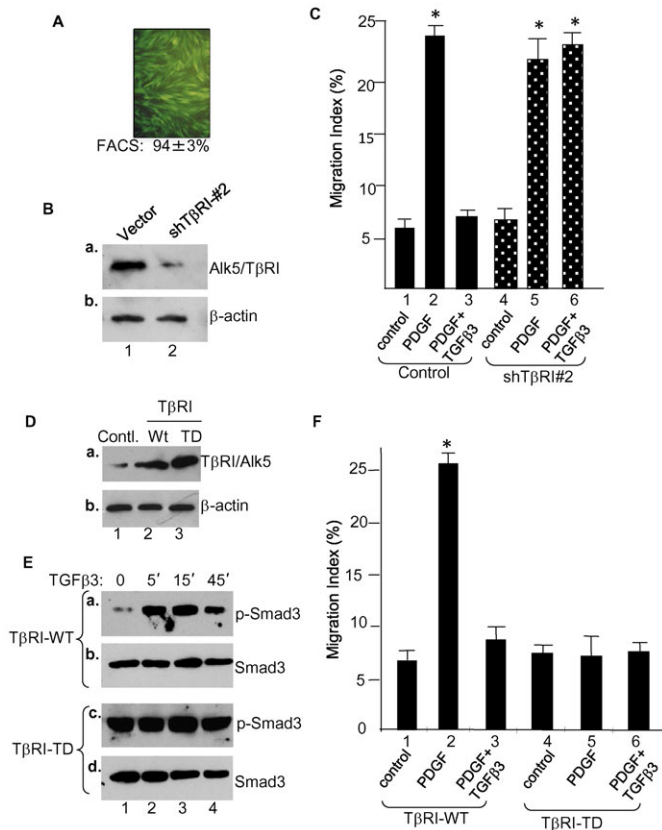 A
FACS: 94±3%
B
Vector
shTβRI-#2
a.
Alk5/TβRI
b.
β-actin
1 2
C
Migration Index (%)
25
20
15
10
5
1 2 3 4 5 6
* * *
control PDGF PDGF+ TGFβ3 control PDGF PDGF+ TGFβ3
Control shTβRI#2
D
TβRI
Contl. Wt TD
a.
TβRI/Alk5
b.
β-actin
1 2 3
E
TGFβ3: 0 5′ 15′ 45′
TβRI-WT
a.
p-Smad3
b.
Smad3
TβRI-TD
c.
p-Smad3
d.
Smad3
1 2 3 4
F
Migration Index (%)
25
20
15
10
5
0
*
1 2 3 4 5 6
control PDGF PDGF+ TGFβ3 control PDGF PDGF+ TGFβ3
TβRI-WT TβRI-TD